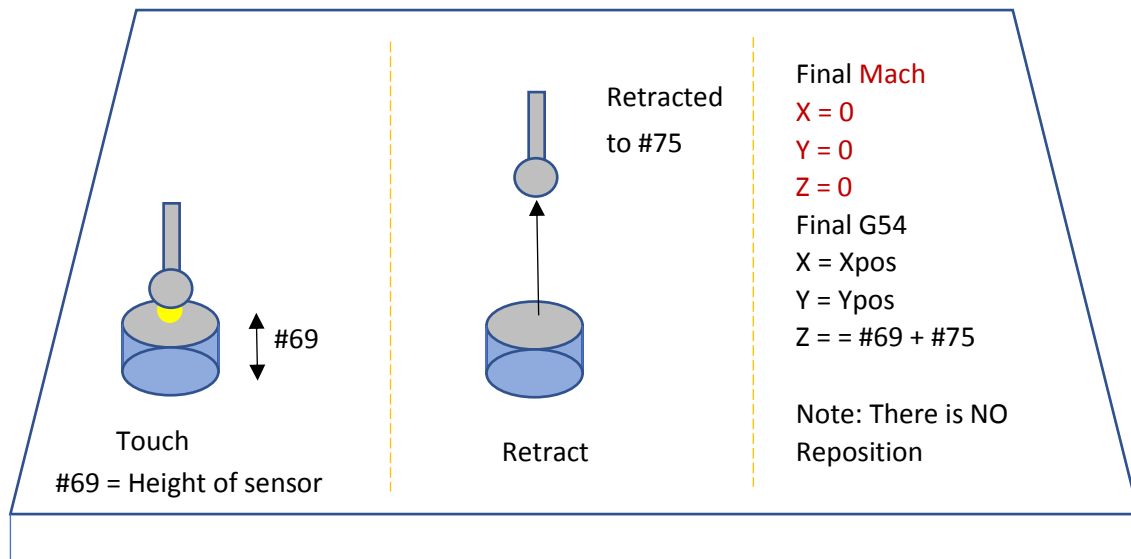 #69
Touch
#69 = Height of sensor
Retracted
to #75
Retract
Final Mach
X = 0
Y = 0
Z = 0
Final G54
X = Xpos
Y = Ypos
Z = = #69 + #75
Note: There is NO
Reposition